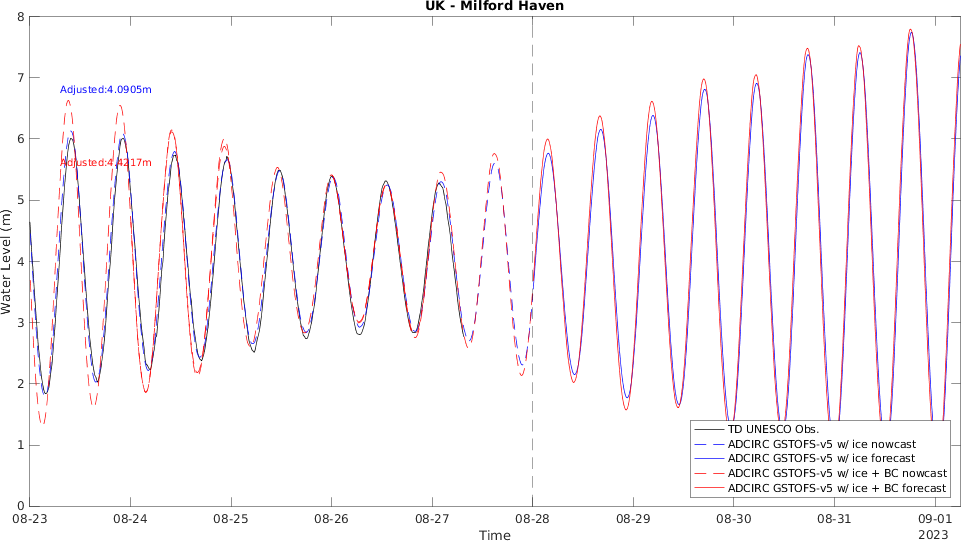 UK - Milford Haven
8
7
6
5
4
3
2
1
0
Water Level (m)
Adjusted:4.0905m
Adjusted:4.4217m
TD UNESCO Obs.
ADCIRC GSTOFS-v5 w/ ice nowcast
ADCIRC GSTOFS-v5 w/ ice forecast
ADCIRC GSTOFS-v5 w/ ice + BC nowcast
ADCIRC GSTOFS-v5 w/ ice + BC forecast
08-23 08-24 08-25 08-26 08-27 08-28 08-29 08-30 08-31 09-01
Time
2023